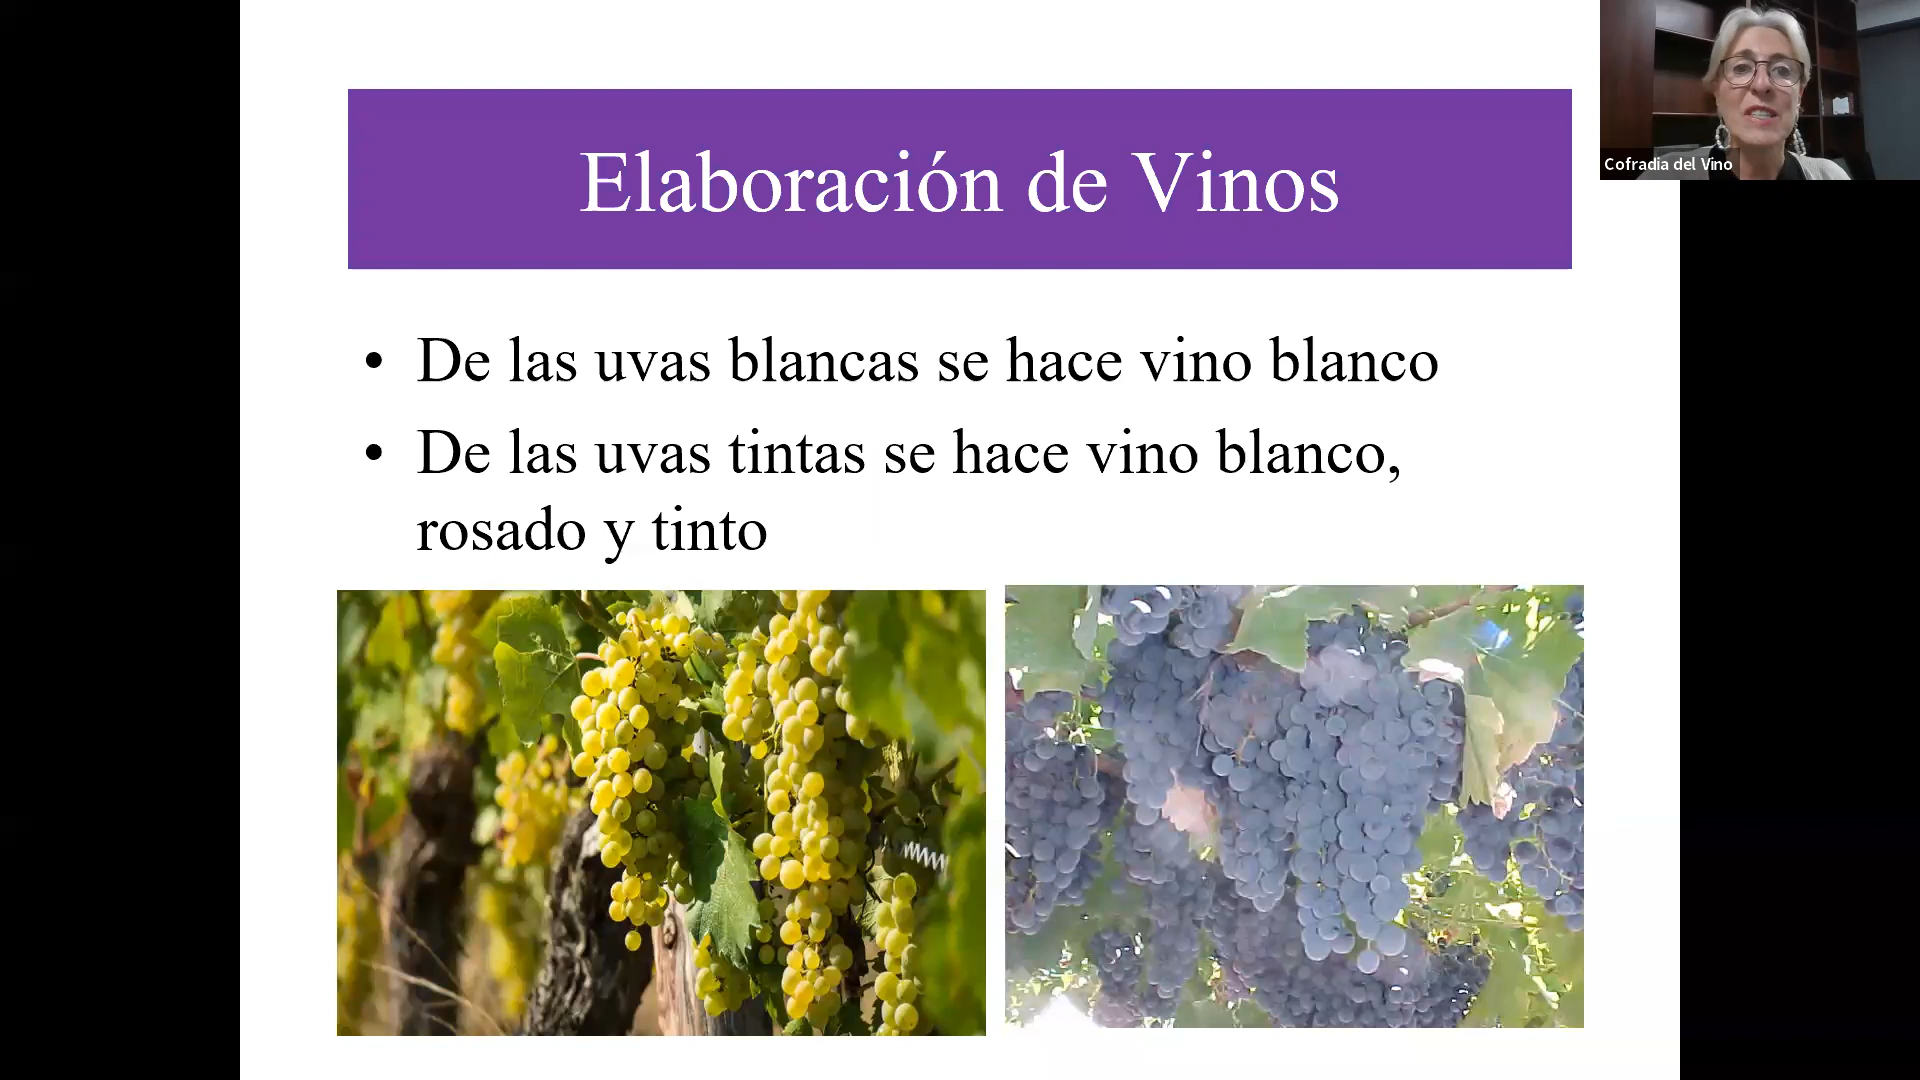 Elaboración de Vinos
Cofradia del Vino
• De las uvas blancas se hace vino blanco
• De las uvas tintas se hace vino blanco,
rosado y tinto